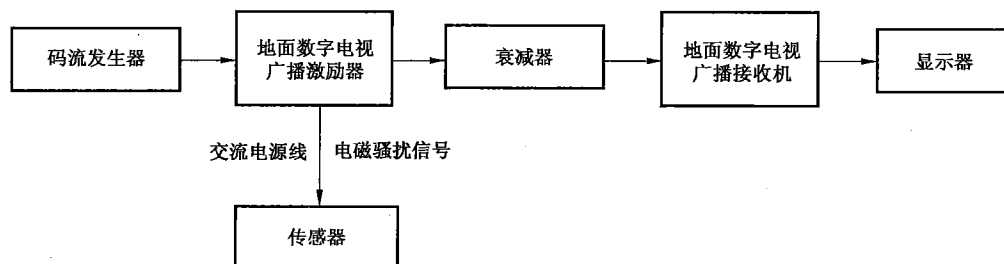 码流发生器
地面数字电视
广播激励器
衰减器
地面数字电视
广播接收机
显示器
交流电源线
电磁骚扰信号
传感器